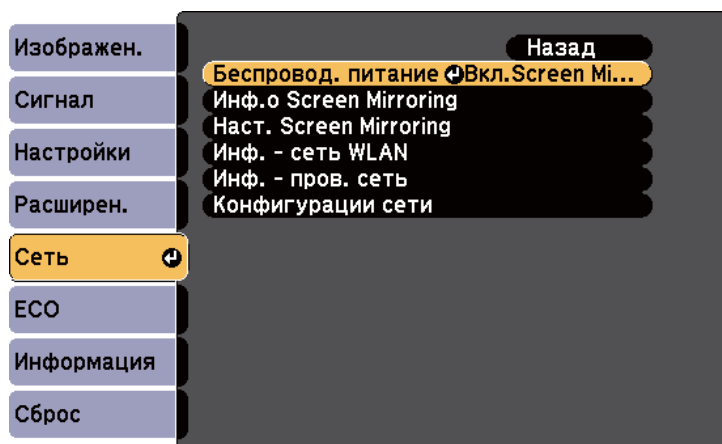 Изображен.
Сигнал
Настройки
Расширен.
Сеть
ECO
Информация
Сброс
Назад
Беспровод. питание Вкл.Screen Mi...
Инф.о Screen Mirroring
Наст. Screen Mirroring
Инф. - сеть WLAN
Инф. - пров. сеть
Конфигурации сети